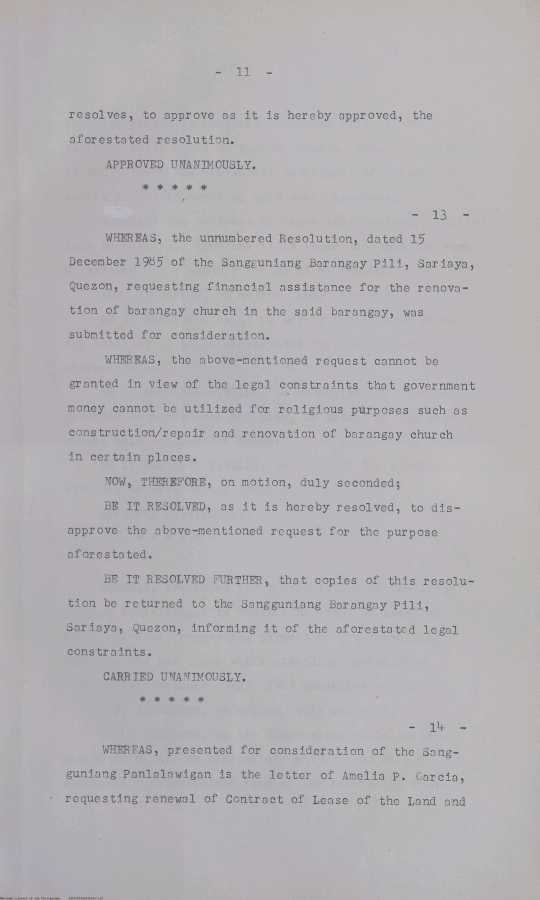 - 11 -
resolves, to approve as it is hereby approved, the
aforestated resolution.
APPROVED UNANIMOUSLY.
* * * * *
- 13 -
WHEREAS, the unnumbered Resolution, dated 15
December 1985 of the Sangguniang Barangay Pili, Sariaya,
Quezon, requesting financial assistance for the renova-
tion of barangay church in the said barangay, was
submitted for consideration.
WHEREAS, the above-mentioned request cannot be
granted in view of the legal constraints that government
money cannot be utilized for religious purposes such as
construction/repair and renovation of barangay church
in certain places.
NOW, THEREFORE, on motion, duly seconded;
BE IT RESOLVED, as it is hereby resolved, to dis-
approve the above-mentioned request for the purpose
aforestated.
BE IT RESOLVED FURTHER, that copies of this resolu-
tion be returned to the Sangguniang Barangay Pili,
Sariaya, Quezon, informing it of the aforestated legal
constraints.
CARRIED UNANIMOUSLY.
* * * * *
- 14 -
WHEREAS, presented for consideration of the Sang-
guniang Panlalawigan is the letter of Amelia P. Garcia,
requesting renewal of Contract of Lease of the Land and